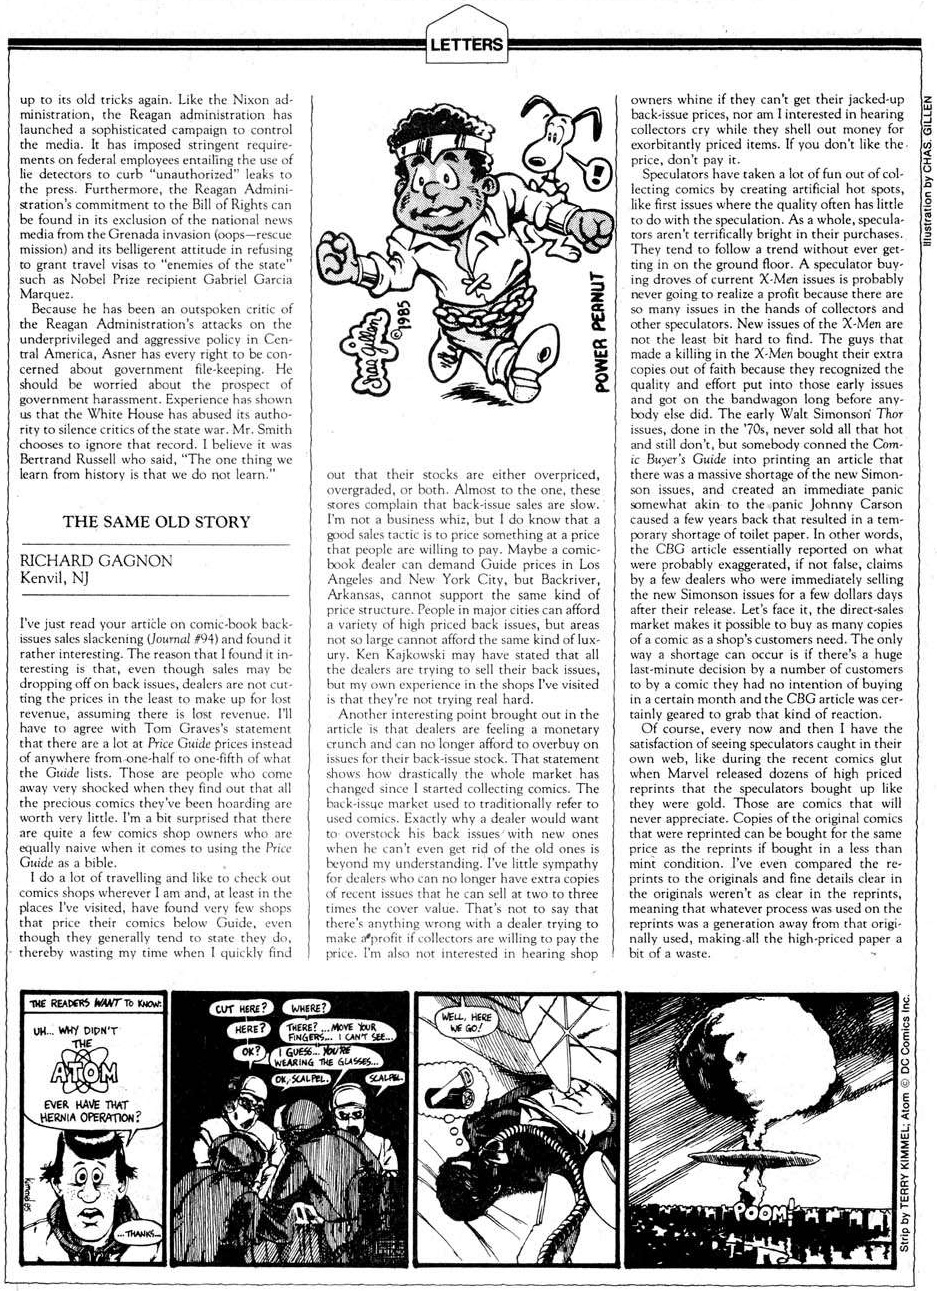 LETTERS
up to its old tricks again. Like the Nixon ad-
ministration, the Reagan administration has
launched a sophisticated campaign to control
the media. It has imposed stringent require-
ments on federal employees entailing the use of
lie detectors to curb "unauthorized" leaks to
the press. Furthermore, the Reagan Admini-
stration's commitment to the Bill of Rights can
be found in its exclusion of the national news
media from the Grenada invasion (oops—rescue
mission) and its belligerent attitude in refusing
to grant travel visas to "enemies of the state"
such as Nobel Prize recipient Gabriel Garcia
Marquez.
Because he has been an outspoken critic of
the Reagan Administration's attacks on the
underprivileged and aggressive policy in Cen-
tral America, Asner has every right to be con-
cerned about government file-keeping. He
should be worried about the prospect of
government harassment. Experience has shown
us that the White House has abused its autho-
rity to silence critics of the state war. Mr. Smith
chooses to ignore that record. I believe it was
Bertrand Russell who said, "The one thing we
learn from history is that we do not learn."
THE SAME OLD STORY
RICHARD GAGNON
Kenvil, NJ
I've just read your article on comic-book back-
issues sales slackening (Journal #94) and found it
rather interesting. The reason that I found it in-
teresting is that, even though sales may be
dropping off on back issues, dealers are not cut-
ting the prices in the least to make up for lost
revenue, assuming there is lost revenue. I'll
have to agree with Tom Graves's statement
that there are a lot at Price Guide prices instead
of anywhere from one-half to one-fifth of what
the Guide lists. Those are people who come
away very shocked when they find out that all
the precious comics they've been hoarding are
worth very little. I'm a bit surprised that there
are quite a few comics shop owners who are
equally naive when it comes to using the Price
Guide as a bible.
I do a lot of travelling and like to check out
comics shops wherever I am and, at least in the
places I've visited, have found very few shops
that price their comics below Guide, even
though they generally tend to state they do,
thereby wasting my time when I quickly find
Chas Gillen
©1985
POWER PEANUT
!
out that their stocks are either overpriced,
overgraded, or both. Almost to the one, these
stores complain that back-issue sales are slow.
I'm not a business whiz, but I do know that a
good sales tactic is to price something at a price
that people are willing to pay. Maybe a comic-
book dealer can demand Guide prices in Los
Angeles and New York City, but Backriver,
Arkansas, cannot support the same kind of
price structure. People in major cities can afford
a variety of high priced back issues, but areas
not so large cannot afford the same kind of lux-
ury. Ken Kajkowski may have stated that all
the dealers are trying to sell their back issues,
but my own experience in the shops I've visited
is that they're not trying real hard.
Another interesting point brought out in the
article is that dealers are feeling a monetary
crunch and can no longer afford to overbuy on
issues for their back-issue stock. That statement
shows how drastically the whole market has
changed since I started collecting comics. The
back-issue market used to traditionally refer to
used comics. Exactly why a dealer would want
to overstock his back issues with new ones
when he can't even get rid of the old ones is
beyond my understanding. I've little sympathy
for dealers who can no longer have extra copies
of recent issues that he can sell at two to three
times the cover value. That's not to say that
there's anything wrong with a dealer trying to
make a profit if collectors are willing to pay the
price. I'm also not interested in hearing shop
owners whine if they can't get their jacked-up
back-issue prices, nor am I interested in hearing
collectors cry while they shell out money for
exorbitantly priced items. If you don't like the
price, don't pay it.
Speculators have taken a lot of fun out of col-
lecting comics by creating artificial hot spots,
like first issues where the quality often has little
to do with the speculation. As a whole, specula-
tors aren't terrifically bright in their purchases.
They tend to follow a trend without ever get-
ting in on the ground floor. A speculator buy-
ing droves of current X-Men issues is probably
never going to realize a profit because there are
so many issues in the hands of collectors and
other speculators. New issues of the X-Men are
not the least bit hard to find. The guys that
made a killing in the X-Men bought their extra
copies out of faith because they recognized the
quality and effort put into those early issues
and got on the bandwagon long before any-
body else did. The early Walt Simonson Thor
issues, done in the '70s, never sold all that hot
and still don't, but somebody conned the Com-
ic Buyer's Guide into printing an article that
there was a massive shortage of the new Simon-
son issues, and created an immediate panic
somewhat akin to the panic Johnny Carson
caused a few years back that resulted in a tem-
porary shortage of toilet paper. In other words,
the CBG article essentially reported on what
were probably exaggerated, if not false, claims
by a few dealers who were immediately selling
the new Simonson issues for a few dollars days
after their release. Let's face it, the direct-sales
market makes it possible to buy as many copies
of a comic as a shop's customers need. The only
way a shortage can occur is if there's a huge
last-minute decision by a number of customers
to by a comic they had no intention of buying
in a certain month and the CBG article was cer-
tainly geared to grab that kind of reaction.
Of course, every now and then I have the
satisfaction of seeing speculators caught in their
own web, like during the recent comics glut
when Marvel released dozens of high priced
reprints that the speculators bought up like
they were gold. Those are comics that will
never appreciate. Copies of the original comics
that were reprinted can be bought for the same
price as the reprints if bought in a less than
mint condition. I've even compared the re-
prints to the originals and fine details clear in
the originals weren't as clear in the reprints,
meaning that whatever process was used on the
reprints was a generation away from that origi-
nally used, making all the high-priced paper a
bit of a waste.
Illustration by CHAS. GILLEN
THE READERS WANT TO KNOW:
UH... WHY DIDN'T
THE
ATOM
EVER HAVE THAT
HERNIA OPERATION?
...THANKS...
Kimmel 85
CUT HERE?
WHERE?
HERE?
THERE? ...MOVE YOUR
FINGERS... I CAN'T SEE...
OK?
I GUESS... YOU'RE
WEARING THE GLASSES...
OK, SCALPEL.
SCALPEL.
WELL, HERE
WE GO!
POOM!
Strip by TERRY KIMMEL; Atom © DC Comics Inc.